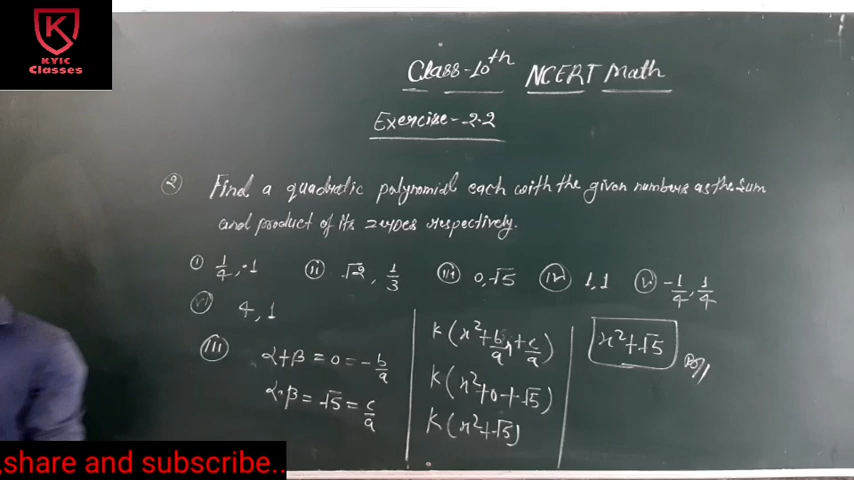 KYIC
Classes
Class-10th NCERT Math
Exercise-2.2
② Find a quadratic polynomial each with the given numbers as the sum
and product of its zeroes respectively.
(i) 1/4, -1 (ii) √2, 1/3 (iii) 0, √5 (iv) 1,1 (v) -1/4, 1/4
(vi) 4, 1
(iii)
α+β = 0 = -b/a
α·β = √5 = c/a
K(x²+b/a x+c/a)
K(x²+0+√5)
K(x²+√5)
x²+√5
,share and subscribe..